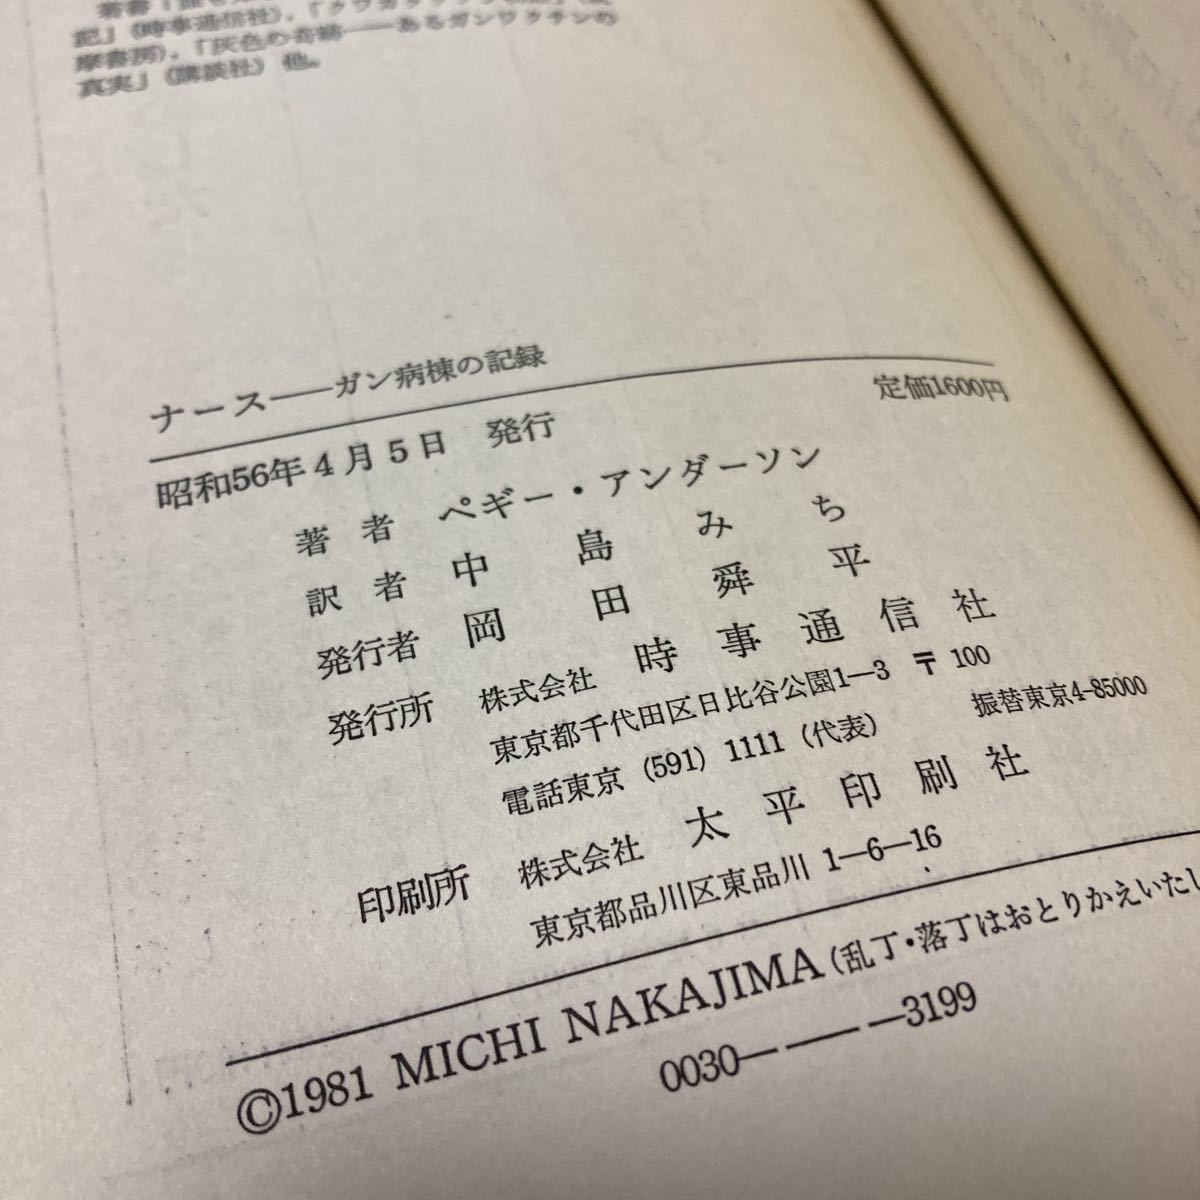 記」（時事通信社），「
摩書房），「灰色の奇跡――あるガンワクチンの
真実」（講談社）他。
ナース――ガン病棟の記録
定価1600円
昭和56年4月5日 発行
著者 ペギー・アンダーソン
訳者 中島みち
発行者 岡田舜平
発行所 株式会社 時事通信社
東京都千代田区日比谷公園1―3 〒100
電話東京（591）1111（代表） 振替東京4-85000
印刷所 株式会社 太平印刷社
東京都品川区東品川1―6―16
©1981 MICHI NAKAJIMA（乱丁・落丁はおとりかえいたし
0030―――3199